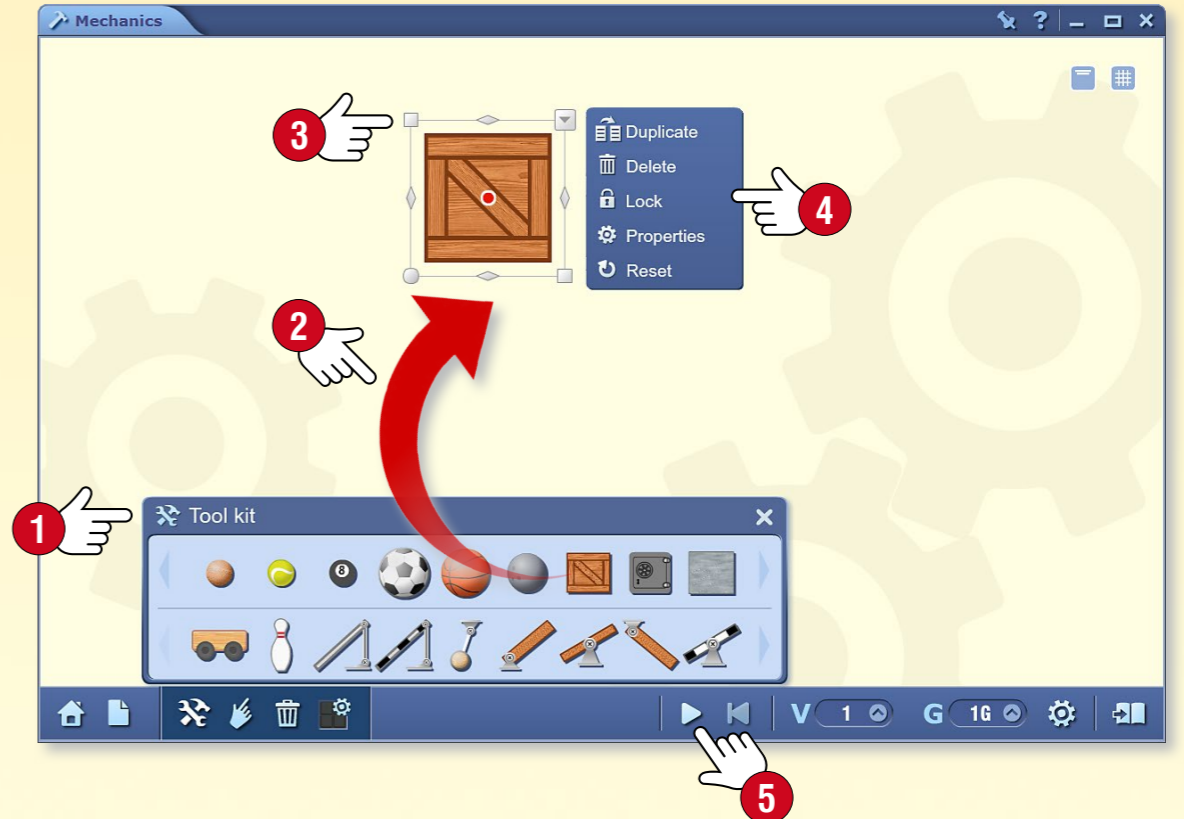 Mechanics
?
3
Duplicate
Delete
Lock
Properties
Reset
4
2
1
Tool kit
8
V 1
G 1G
5